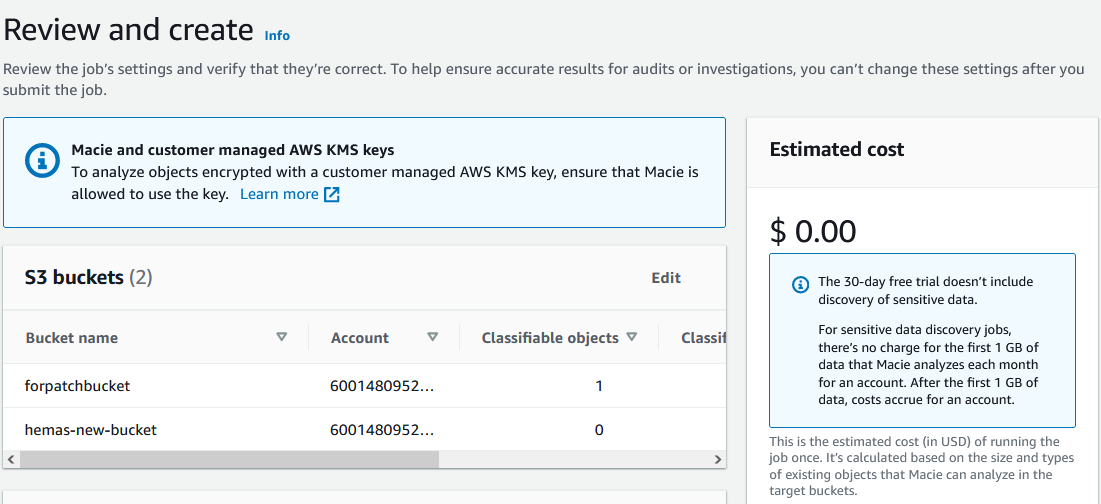 Review and create Info
Review the job's settings and verify that they're correct. To help ensure accurate results for audits or investigations, you can't change these settings after you
submit the job.
Macie and customer managed AWS KMS keys
To analyze objects encrypted with a customer managed AWS KMS key, ensure that Macie is
allowed to use the key. Learn more
Estimated cost
$ 0.00
The 30-day free trial doesn't include
discovery of sensitive data.
For sensitive data discovery jobs,
there's no charge for the first 1 GB of
data that Macie analyzes each month
for an account. After the first 1 GB of
data, costs accrue for an account.
This is the estimated cost (in USD) of running the
job once. It's calculated based on the size and types
of existing objects that Macie can analyze in the
target buckets.
S3 buckets (2) Edit
Bucket name Account Classifiable objects Classif
forpatchbucket 6001480952... 1
hemas-new-bucket 6001480952... 0